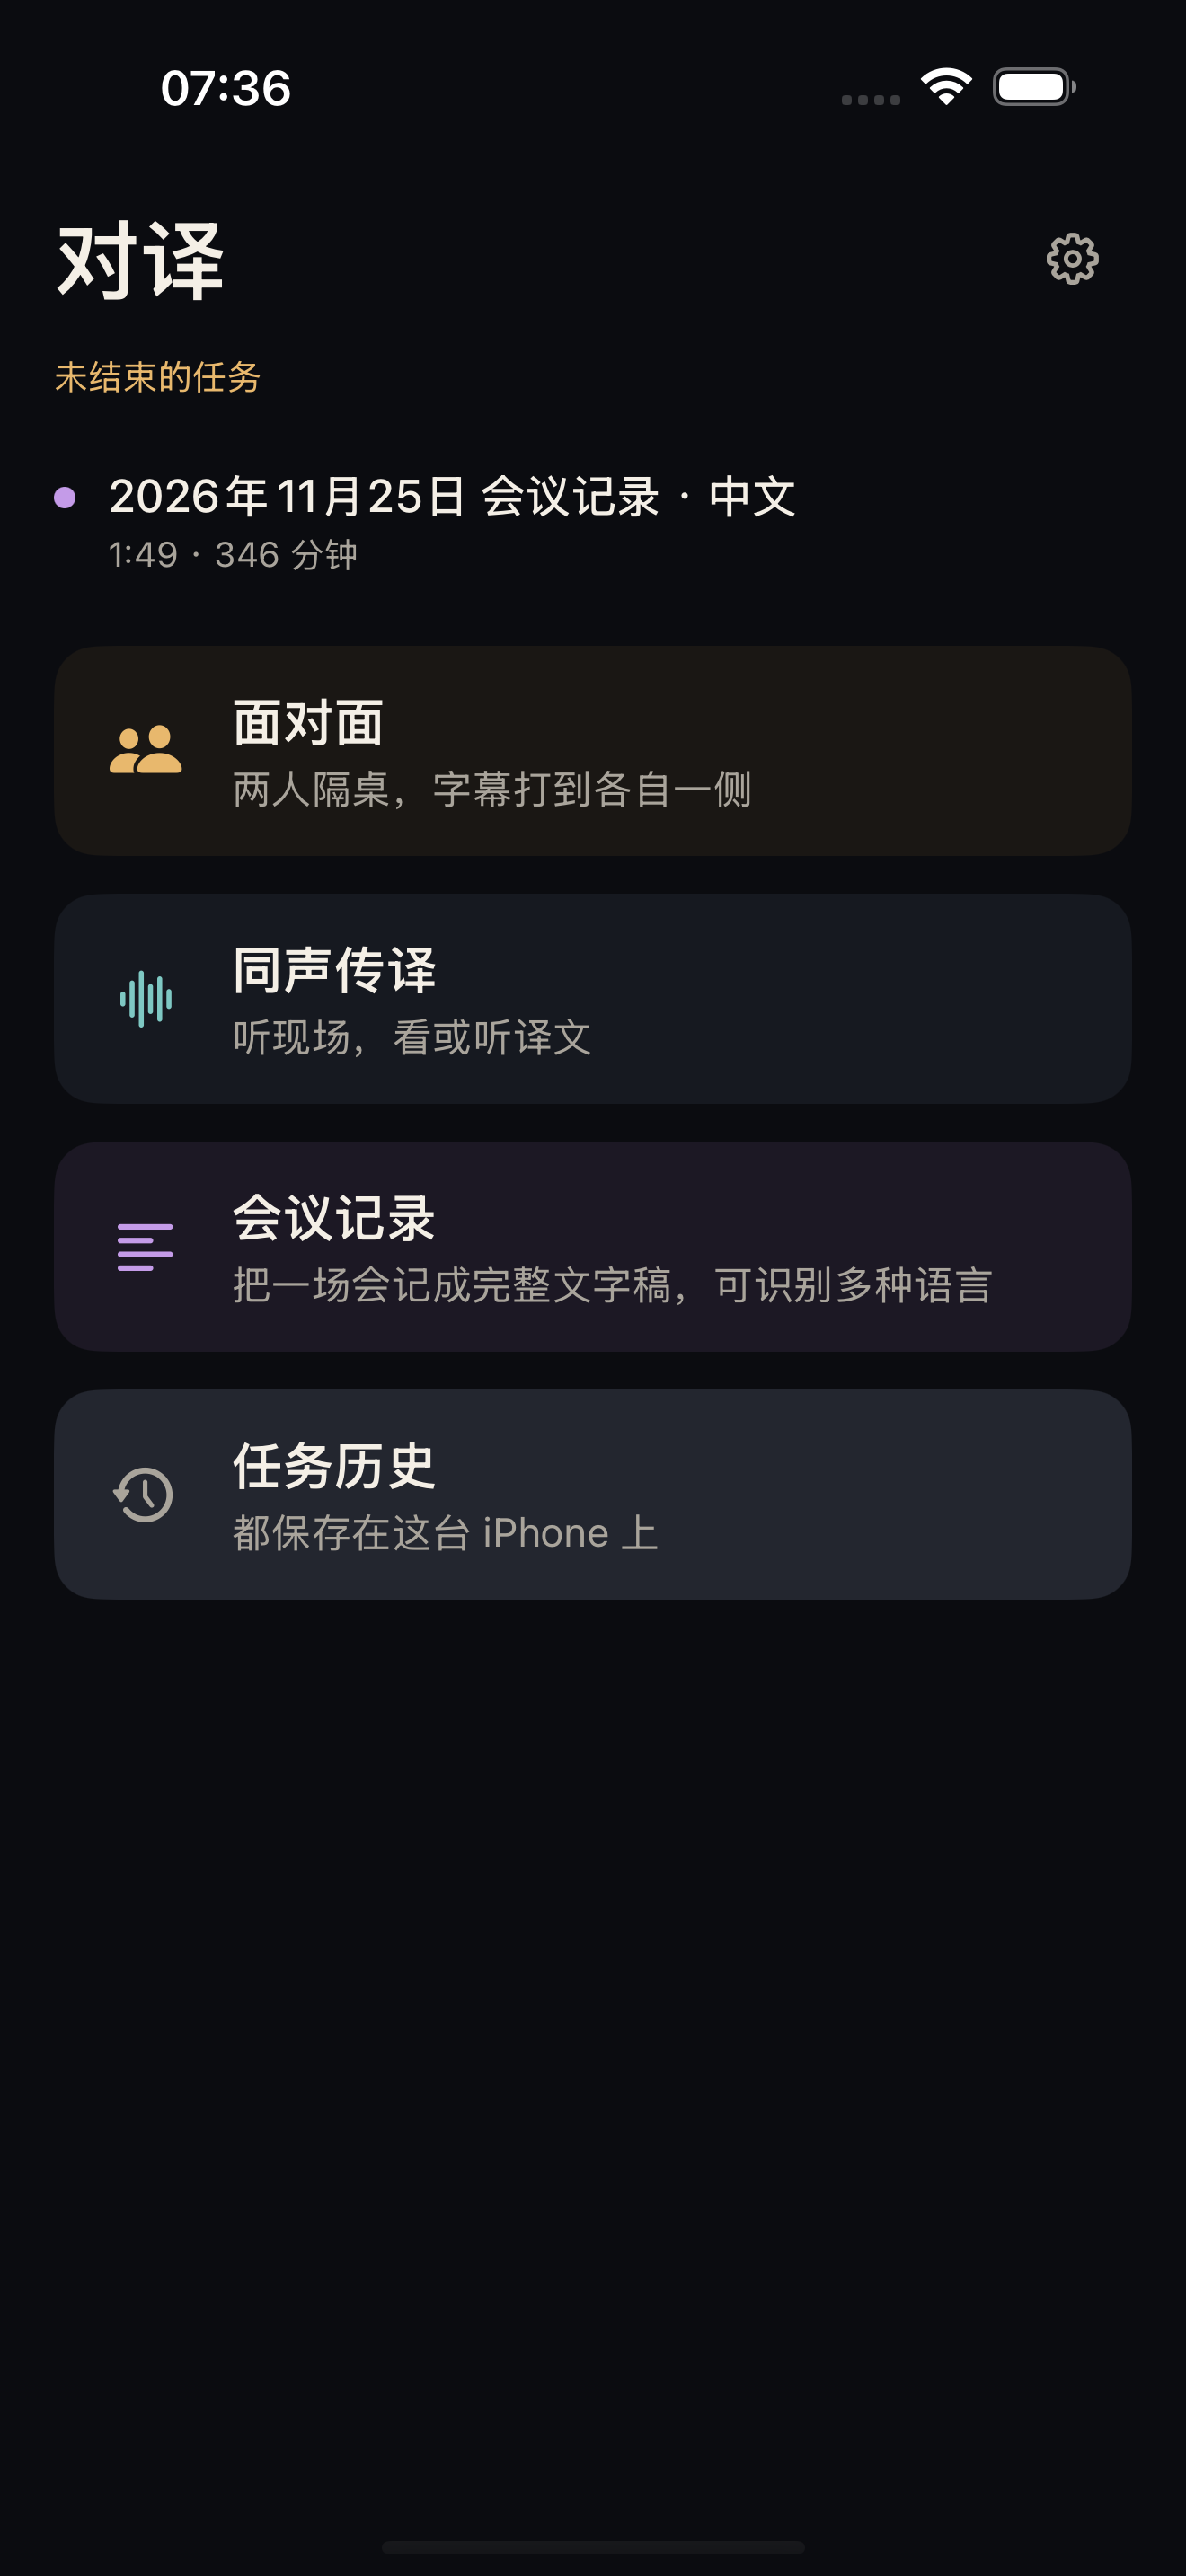 07:36
对译
未结束的任务
2026年11月25日 会议记录 · 中文
1:49 · 346 分钟
面对面
两人隔桌，字幕打到各自一侧
同声传译
听现场，看或听译文
会议记录
把一场会记成完整文字稿，可识别多种语言
任务历史
都保存在这台 iPhone 上